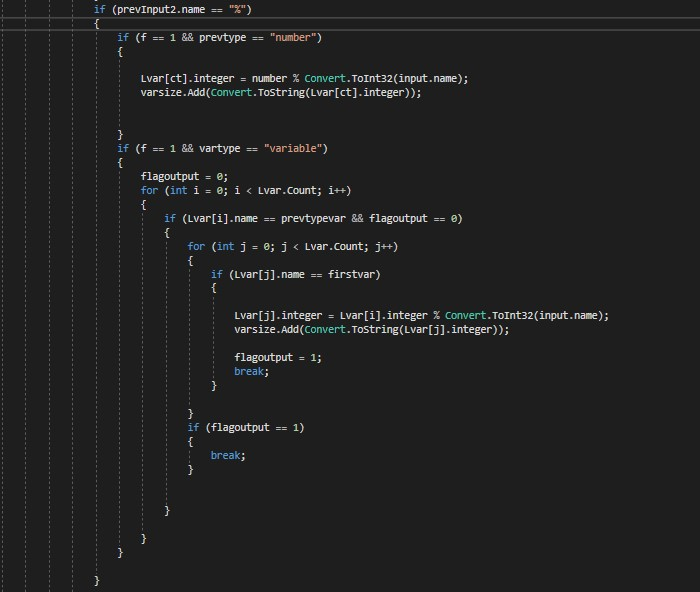 if (prevInput2.name == "%")
{
if (f == 1 && prevtype == "number")
{
Lvar[ct].integer = number % Convert.ToInt32(input.name);
varsize.Add(Convert.ToString(Lvar[ct].integer));
}
if (f == 1 && vartype == "variable")
{
flagoutput = 0;
for (int i = 0; i < Lvar.Count; i++)
{
if (Lvar[i].name == prevtypevar && flagoutput == 0)
{
for (int j = 0; j < Lvar.Count; j++)
{
if (Lvar[j].name == firstvar)
{
Lvar[j].integer = Lvar[i].integer % Convert.ToInt32(input.name);
varsize.Add(Convert.ToString(Lvar[j].integer));
flagoutput = 1;
break;
}
}
if (flagoutput == 1)
{
break;
}
}
}
}
}